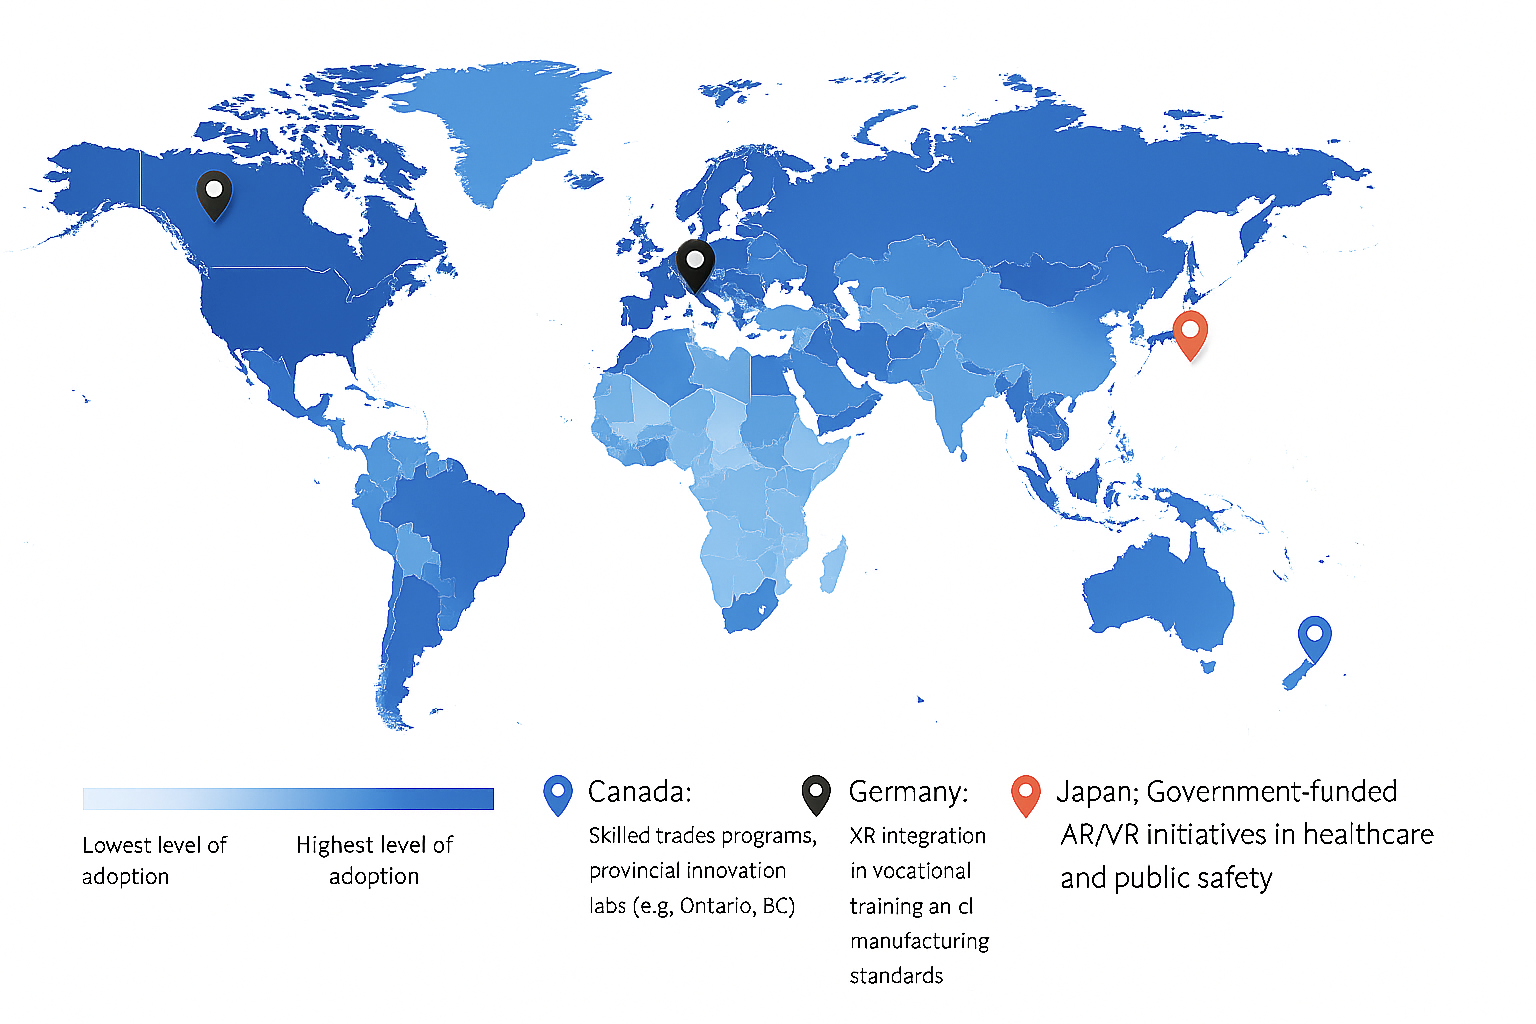 Lowest level of
adoption
Highest level of
adoption
Canada:
Skilled trades programs,
provincial innovation
labs (e.g, Ontario, BC)
Germany:
XR integration
in vocational
training an cl
manufacturing
standards
Japan; Government-funded
AR/VR initiatives in healthcare
and public safety